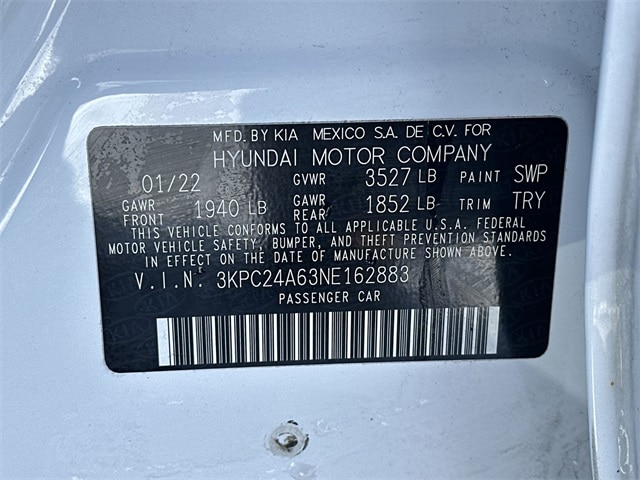 MFD. BY KIA MEXICO S.A. DE C.V. FOR
HYUNDAI MOTOR COMPANY
01/22 GVWR 3527 LB PAINT SWP
GAWR FRONT 1940 LB GAWR REAR 1852 LB TRIM TRY
THIS VEHICLE CONFORMS TO ALL APPLICABLE U.S.A. FEDERAL
MOTOR VEHICLE SAFETY, BUMPER, AND THEFT PREVENTION STANDARDS
IN EFFECT ON THE DATE OF MANUFACTURE SHOWN ABOVE.
V.I.N. 3KPC24A63NE162883
PASSENGER CAR